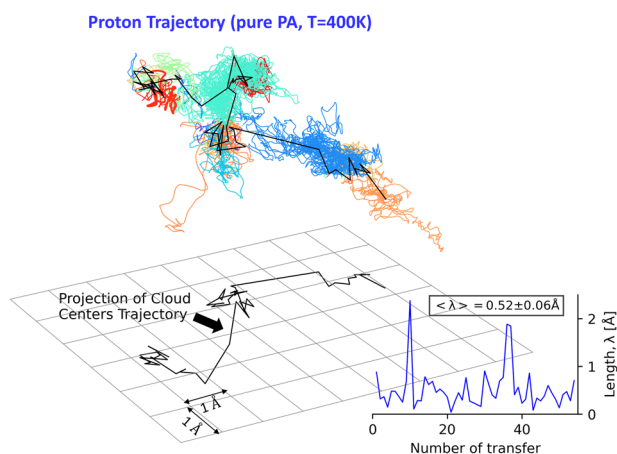 Proton Trajectory (pure PA, T=400K)
Projection of Cloud
Centers Trajectory
1 Å
1 Å
< λ > = 0.52±0.06Å
2
1
0
Length, λ [Å]
0
20
40
Number of transfer